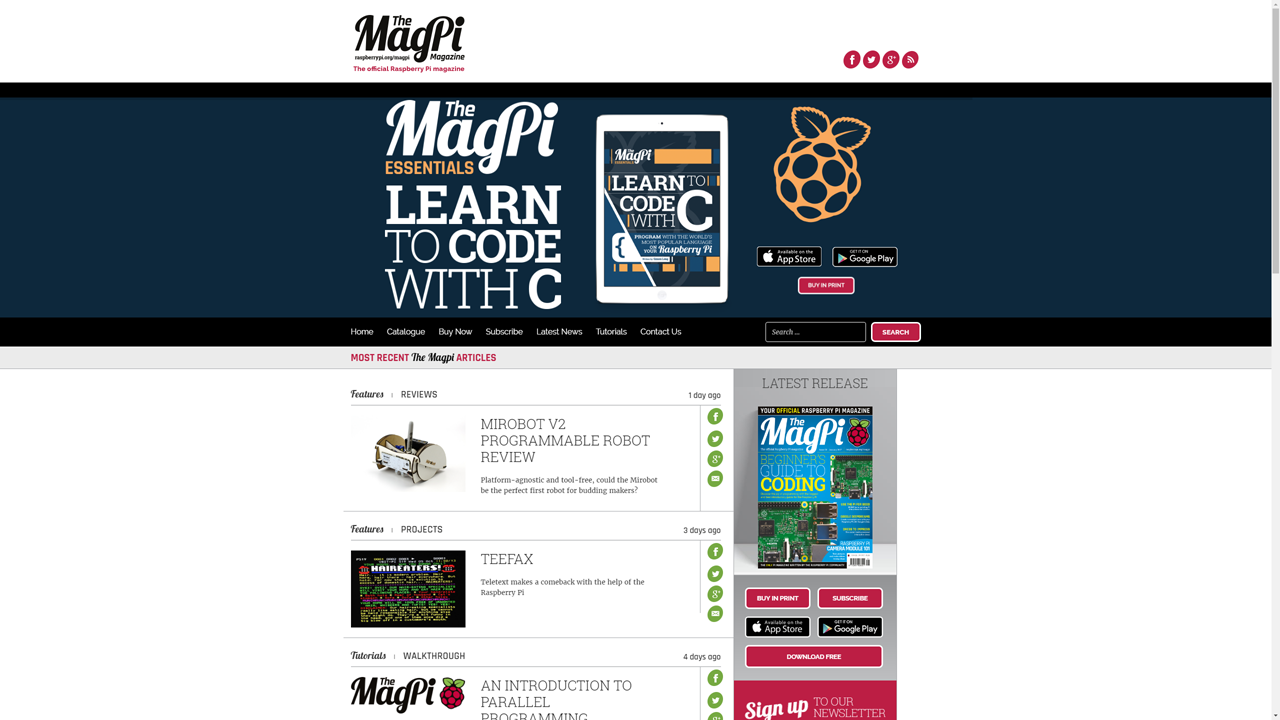 The MagPi
raspberrypi.org/magpi Magazine
The official Raspberry Pi magazine
The MagPi
ESSENTIALS
LEARN
TO CODE
WITH C
The MagPi
ESSENTIALS
LEARN TO
CODE
WITH C
PROGRAM WITH THE WORLD'S
MOST POPULAR LANGUAGE
ON YOUR Raspberry Pi
Available on the
App Store
GET IT ON
Google Play
BUY IN PRINT
Home Catalogue Buy Now Subscribe Latest News Tutorials Contact Us
Search ...
SEARCH
MOST RECENT The Magpi ARTICLES
Features | REVIEWS 1 day ago
MIROBOT V2
PROGRAMMABLE ROBOT
REVIEW
Platform-agnostic and tool-free, could the Mirobot
be the perfect first robot for budding makers?
Features | PROJECTS 3 days ago
HAIREATERS!
TEEFAX
Teletext makes a comeback with the help of the
Raspberry Pi
Tutorials | WALKTHROUGH 4 days ago
The MagPi
AN INTRODUCTION TO
PARALLEL
PROGRAMMING
LATEST RELEASE
YOUR OFFICIAL RASPBERRY PI MAGAZINE
The MagPi
BEGINNER'S
GUIDE TO
CODING
RASPBERRY PI
CAMERA MODULE 101
BUY IN PRINT
SUBSCRIBE
Available on the
App Store
GET IT ON
Google Play
DOWNLOAD FREE
Sign up TO OUR
NEWSLETTER